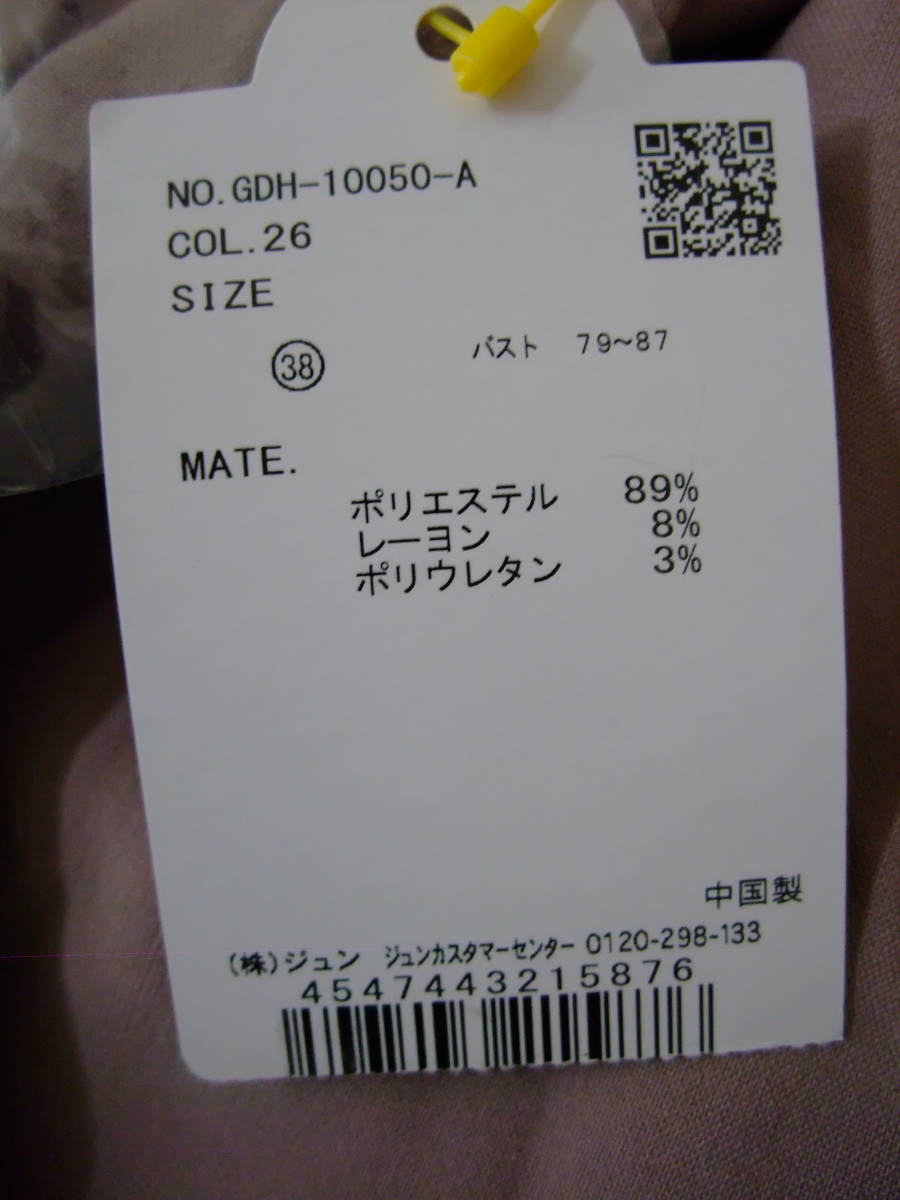 NO.GDH-10050-A
COL.26
SIZE
38 バスト 79~87
MATE.
ポリエステル 89%
レーヨン 8%
ポリウレタン 3%
中国製
(株)ジュン ジュンカスタマーセンター 0120-298-133
4547443215876